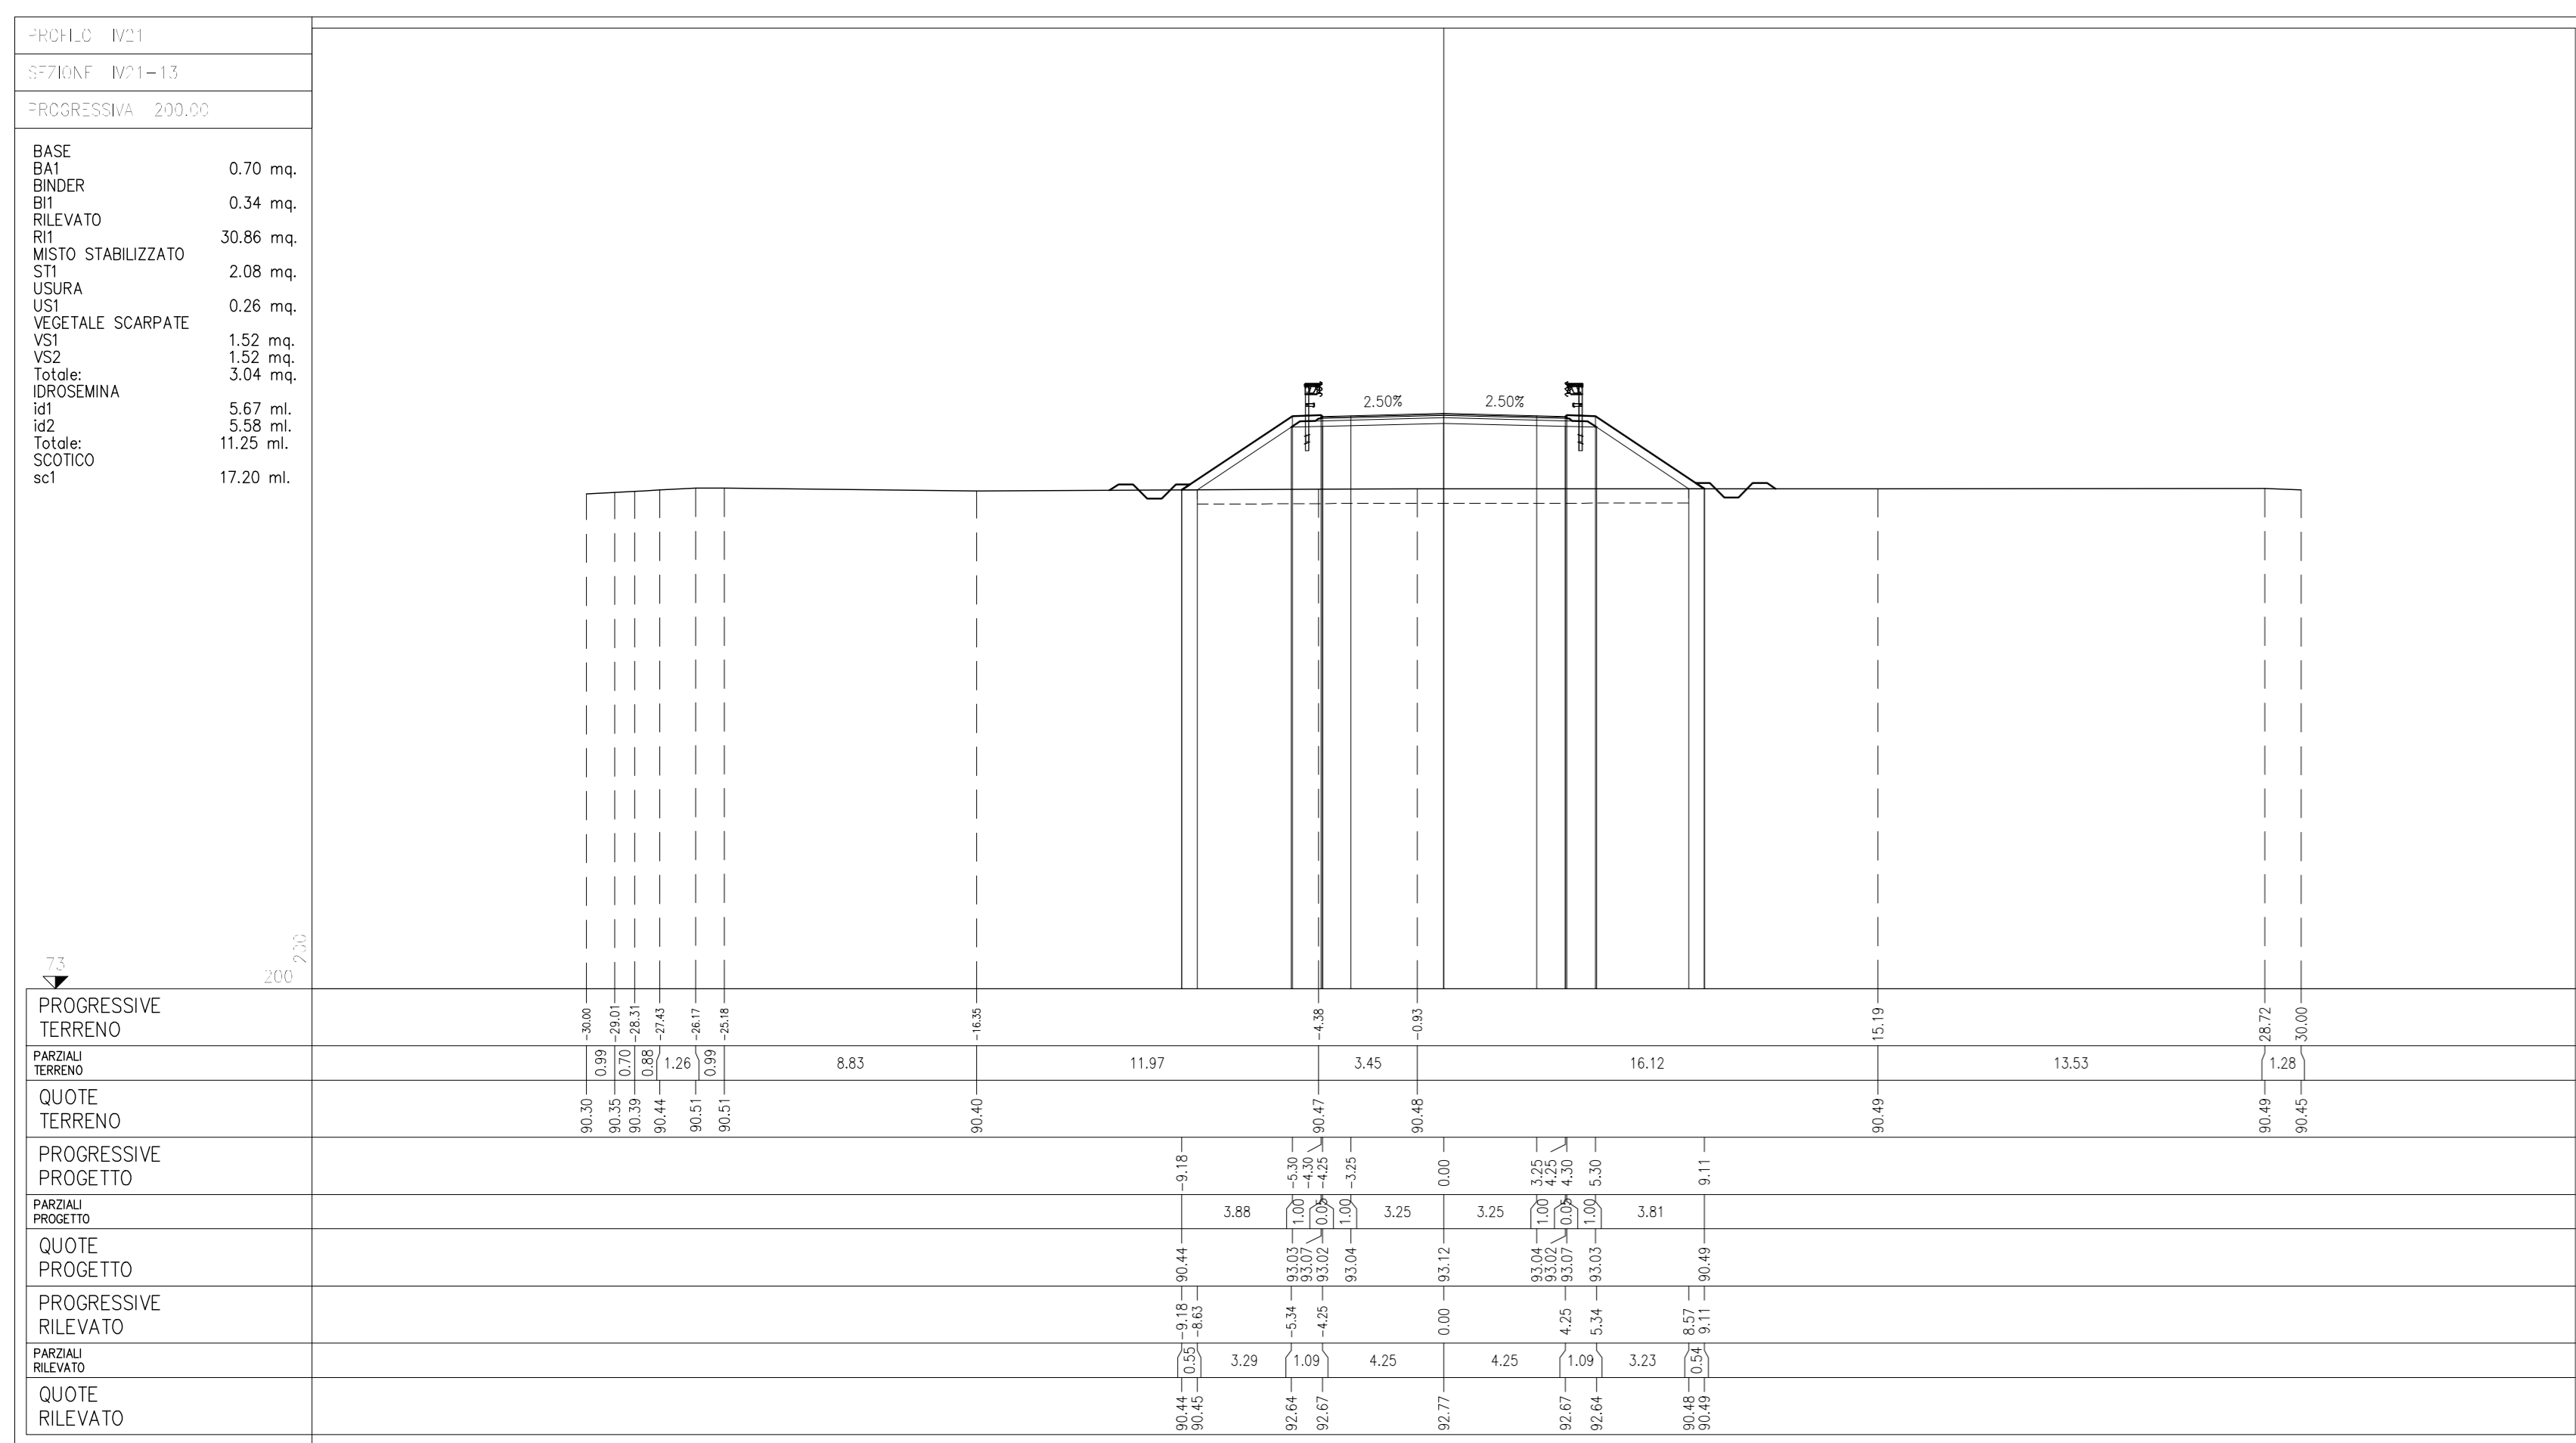 PROFILO IV21
SEZIONE IV21-13
PROGRESSIVA 200.00
BASE
BA1 0.70 mq.
BINDER
BI1 0.34 mq.
RILEVATO
RI1 30.86 mq.
MISTO STABILIZZATO
ST1 2.08 mq.
USURA
US1 0.26 mq.
VEGETALE SCARPATE
VS1 1.52 mq.
VS2 1.52 mq.
Totale: 3.04 mq.
IDROSEMINA
id1 5.67 ml.
id2 5.58 ml.
Totale: 11.25 ml.
SCOTICO
sc1 17.20 ml.
2.50% 2.50%
73 200 200
PROGRESSIVE
TERRENO
-30.00 -29.01 -28.31 -27.43 -26.17 -25.18 -16.35 -4.38 -0.93 15.19 28.72 30.00
PARZIALI
TERRENO
0.99 0.70 0.88 1.26 0.99 8.83 11.97 3.45 16.12 13.53 1.28
QUOTE
TERRENO
90.30 90.35 90.39 90.44 90.51 90.51 90.40 90.47 90.48 90.49 90.49 90.45
PROGRESSIVE
PROGETTO
-9.18 -5.30 -4.30 -4.25 -3.25 0.00 3.25 4.25 4.30 5.30 9.11
PARZIALI
PROGETTO
3.88 1.00 0.05 1.00 3.25 3.25 1.00 0.05 1.00 3.81
QUOTE
PROGETTO
90.44 93.03 93.07 93.02 93.04 93.12 93.04 93.02 93.07 93.03 90.49
PROGRESSIVE
RILEVATO
-9.18 -8.63 -5.34 -4.25 0.00 4.25 5.34 8.57 9.11
PARZIALI
RILEVATO
0.55 3.29 1.09 4.25 4.25 1.09 3.23 0.54
QUOTE
RILEVATO
90.44 90.45 92.64 92.67 92.77 92.67 92.64 90.48 90.49